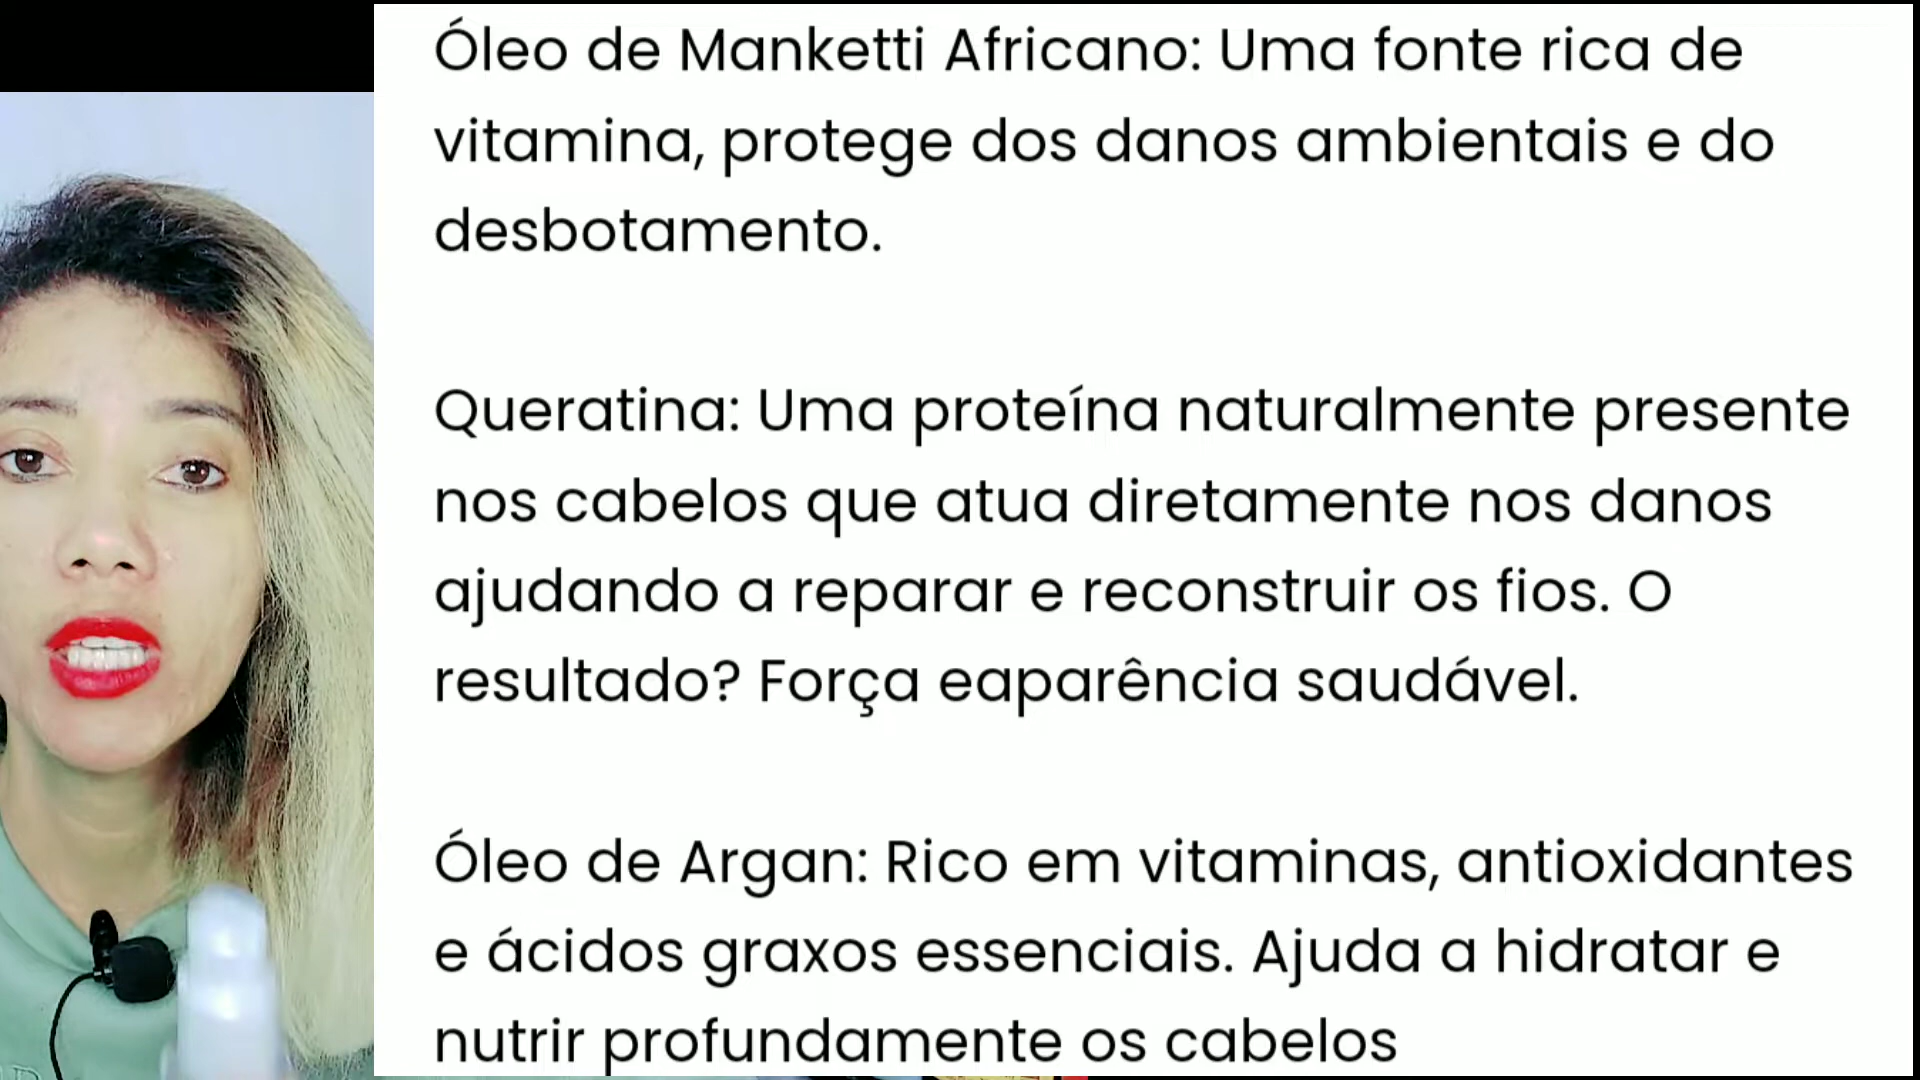 Óleo de Manketti Africano: Uma fonte rica de
vitamina, protege dos danos ambientais e do
desbotamento.
Queratina: Uma proteína naturalmente presente
nos cabelos que atua diretamente nos danos
ajudando a reparar e reconstruir os fios. O
resultado? Força eaparência saudável.
Óleo de Argan: Rico em vitaminas, antioxidantes
e ácidos graxos essenciais. Ajuda a hidratar e
nutrir profundamente os cabelos